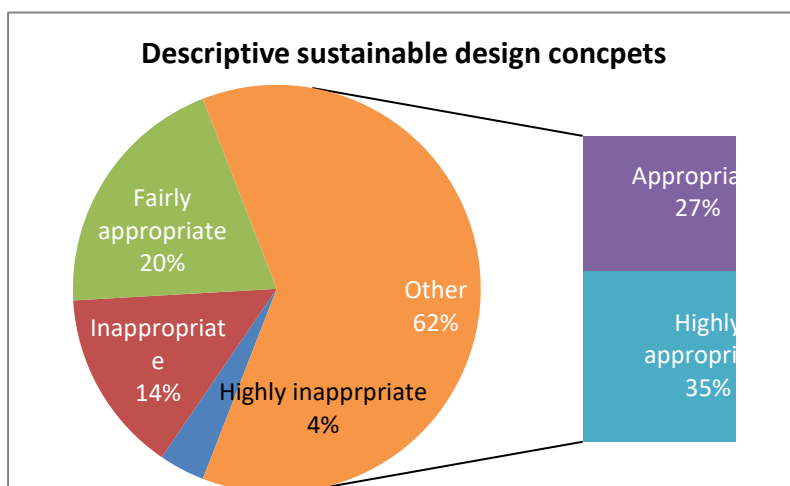 Descriptive sustainable design concpets
Fairly
appropriate
20%
Inappropriat
e
14%
Highly inapprpriate
4%
Other
62%
Appropria
27%
Highly
appropri
35%